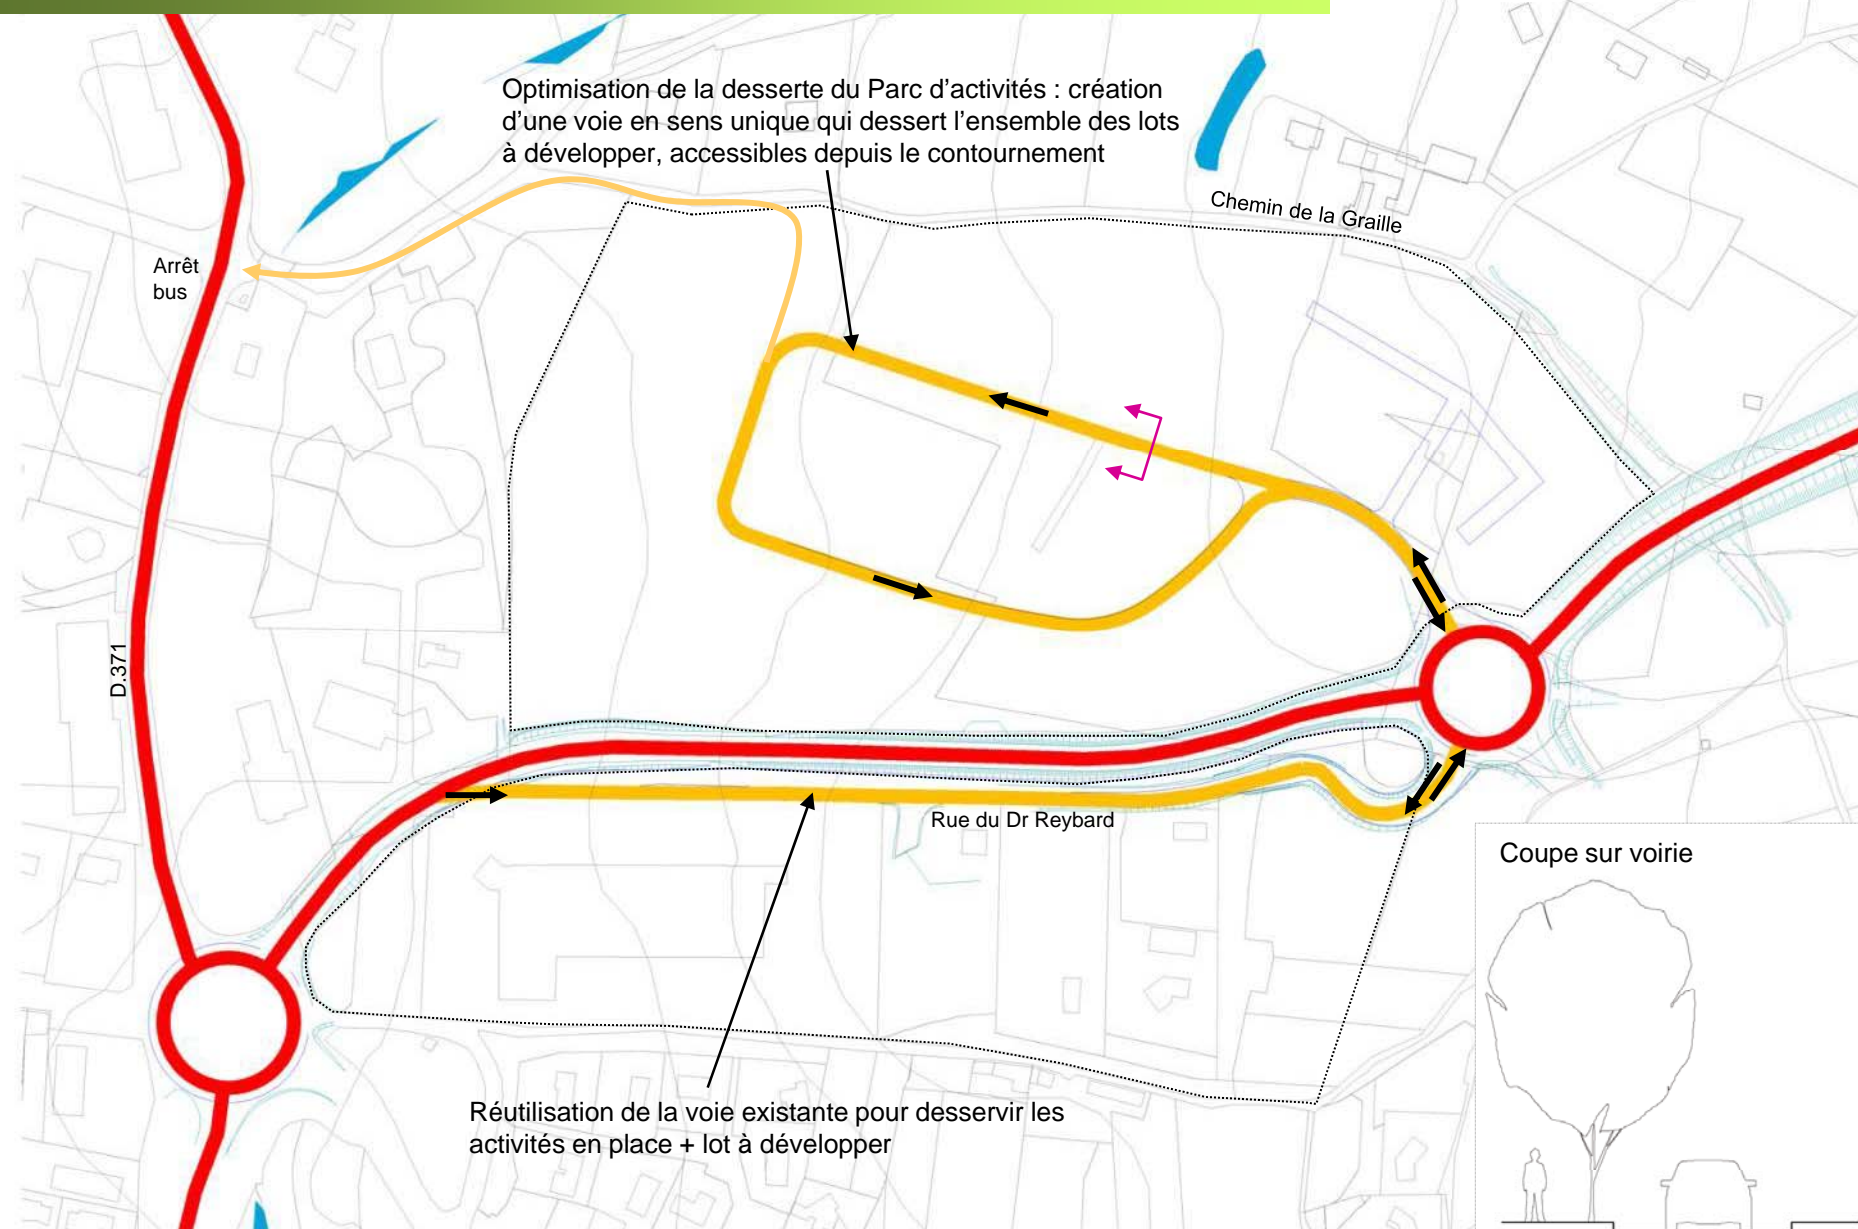 Optimisation de la desserte du Parc d'activités : création
d'une voie en sens unique qui dessert l'ensemble des lots
à développer, accessibles depuis le contournement
Chemin de la Graille
Arrêt
bus
D.371
Rue du Dr Reybard
Coupe sur voirie
Réutilisation de la voie existante pour desservir les
activités en place + lot à développer